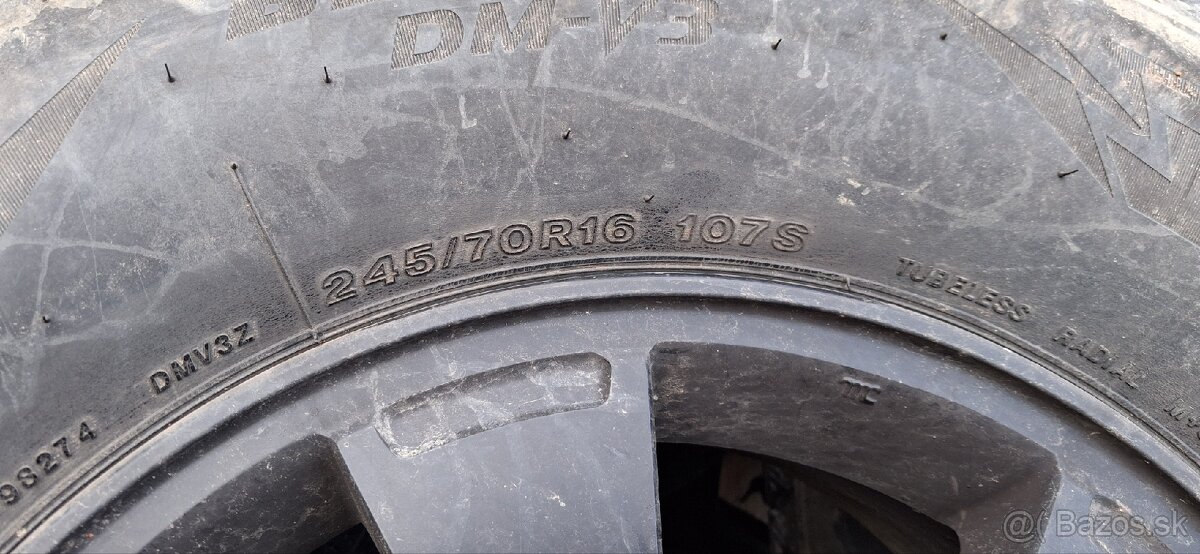 DM-V3
245/70R16 107S
TUBELESS RADIAL
DMV3Z
98274
@ Bazos.sk